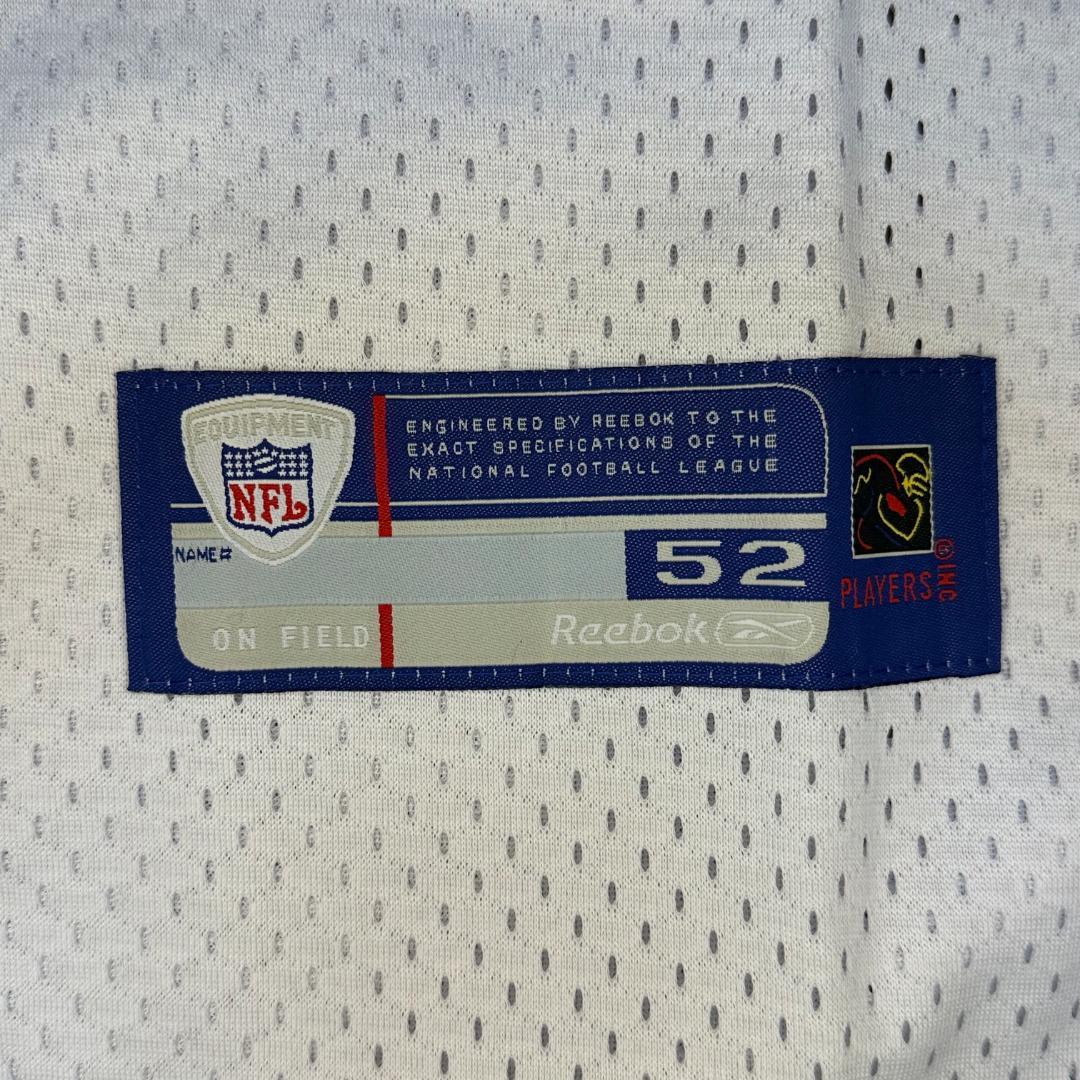 EQUIPMENT
NFL
ENGINEERED BY REEBOK TO THE
EXACT SPECIFICATIONS OF THE
NATIONAL FOOTBALL LEAGUE
NAME#
52
ON FIELD
Reebok
PLAYERS INC®